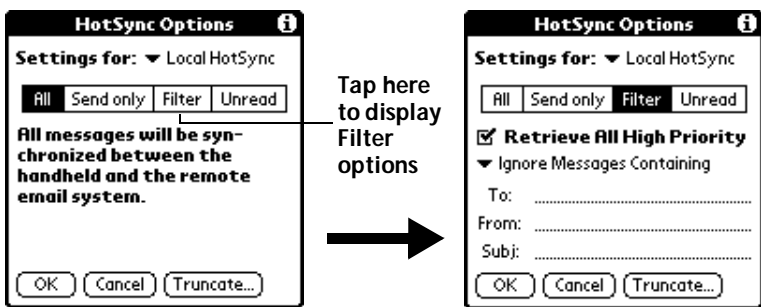 HotSync Options i
Settings for: Local HotSync
All Send only Filter Unread
All messages will be syn-
chronized between the
handheld and the remote
email system.
OK Cancel Truncate...
Tap here
to display
Filter
options
HotSync Options i
Settings for: Local HotSync
All Send only Filter Unread
Retrieve All High Priority
Ignore Messages Containing
To:
From:
Subj:
OK Cancel Truncate...